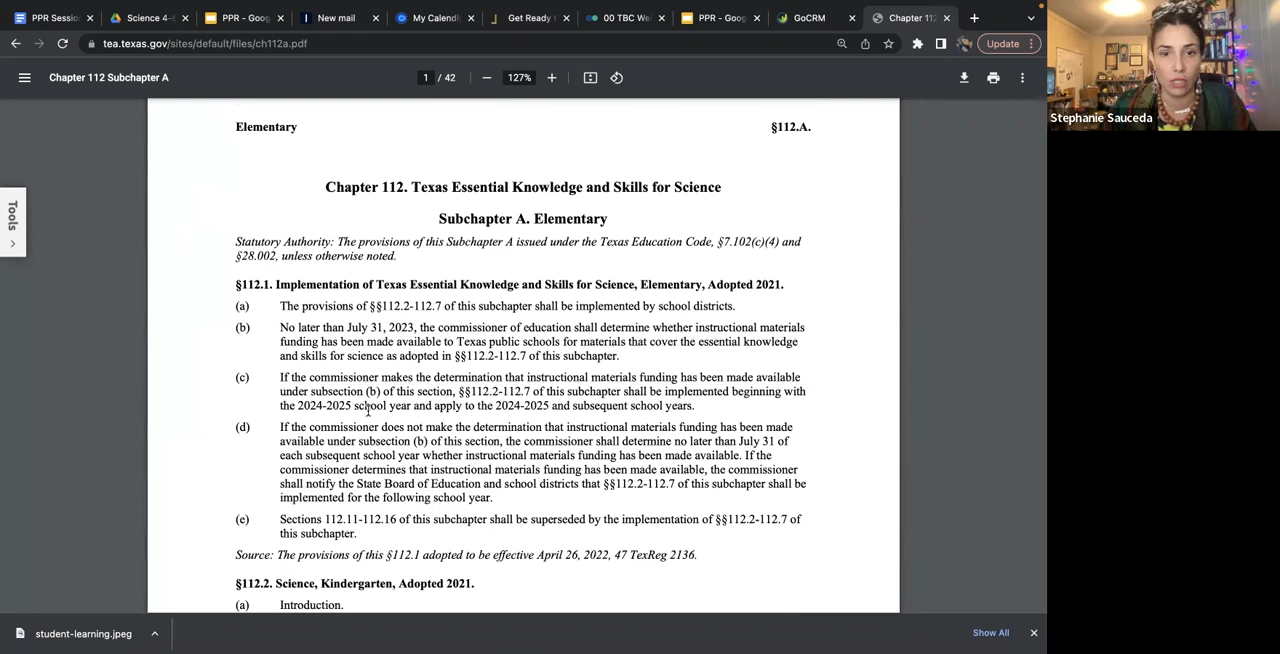 PPR Sessio
Science 4-8
PPR - Goog
New mail
My Calend
Get Ready
00 TBC We
PPR - Goog
GoCRM
Chapter 112
tea.texas.gov/sites/default/files/ch112a.pdf
Update
Chapter 112 Subchapter A
1 / 42
127%
Stephanie Sauceda
Tools
Elementary §112.A.
Chapter 112. Texas Essential Knowledge and Skills for Science
Subchapter A. Elementary
Statutory Authority: The provisions of this Subchapter A issued under the Texas Education Code, §7.102(c)(4) and
§28.002, unless otherwise noted.
§112.1. Implementation of Texas Essential Knowledge and Skills for Science, Elementary, Adopted 2021.
(a) The provisions of §§112.2-112.7 of this subchapter shall be implemented by school districts.
(b) No later than July 31, 2023, the commissioner of education shall determine whether instructional materials
funding has been made available to Texas public schools for materials that cover the essential knowledge
and skills for science as adopted in §§112.2-112.7 of this subchapter.
(c) If the commissioner makes the determination that instructional materials funding has been made available
under subsection (b) of this section, §§112.2-112.7 of this subchapter shall be implemented beginning with
the 2024-2025 school year and apply to the 2024-2025 and subsequent school years.
(d) If the commissioner does not make the determination that instructional materials funding has been made
available under subsection (b) of this section, the commissioner shall determine no later than July 31 of
each subsequent school year whether instructional materials funding has been made available. If the
commissioner determines that instructional materials funding has been made available, the commissioner
shall notify the State Board of Education and school districts that §§112.2-112.7 of this subchapter shall be
implemented for the following school year.
(e) Sections 112.11-112.16 of this subchapter shall be superseded by the implementation of §§112.2-112.7 of
this subchapter.
Source: The provisions of this §112.1 adopted to be effective April 26, 2022, 47 TexReg 2136.
§112.2. Science, Kindergarten, Adopted 2021.
(a) Introduction.
student-learning.jpeg
Show All